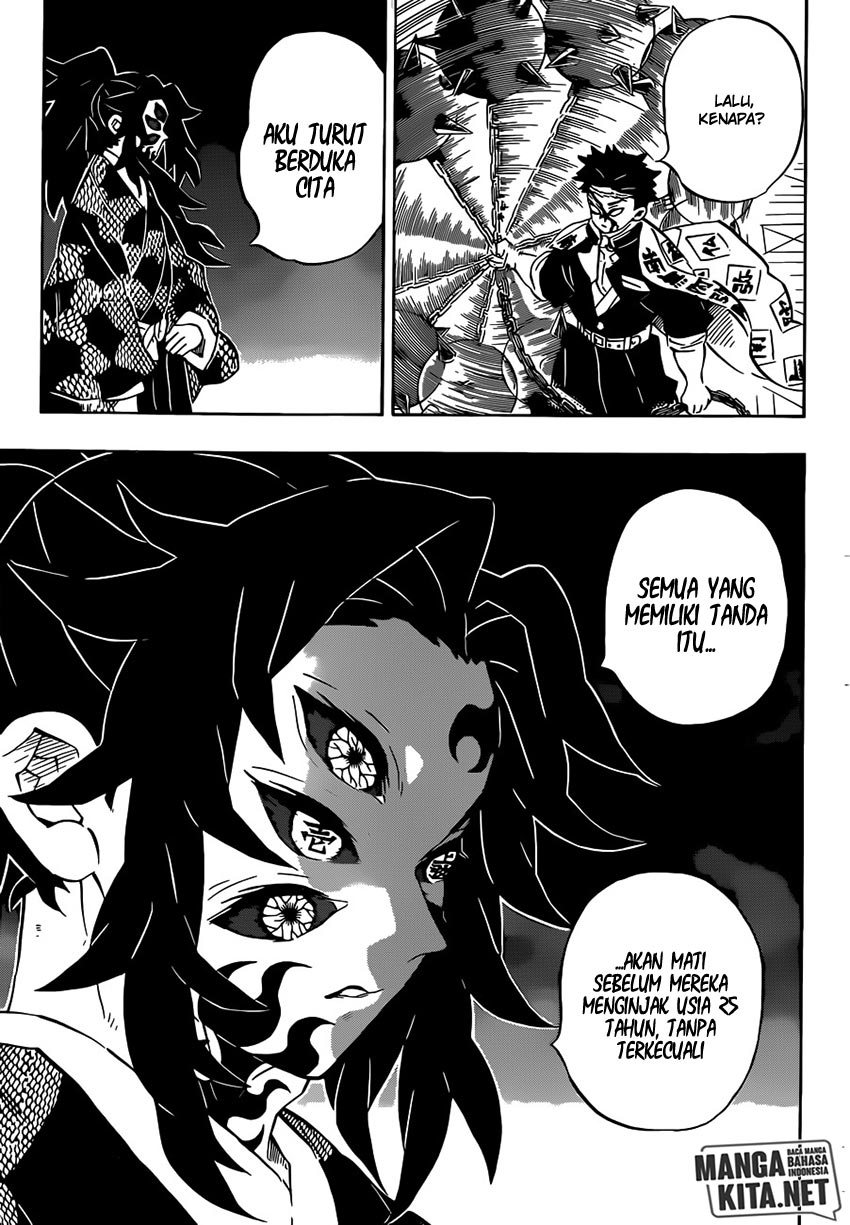 LALU,
KENAPA?
AKU TURUT
BERDUKA
CITA
SEMUA YANG
MEMILIKI TANDA
ITU...
...AKAN MATI
SEBELUM MEREKA
MENGINJAK USIA 25
TAHUN, TANPA
TERKECUALI
壱
MANGA
BACA MANGA
BAHASA
INDONESIA
KITA.NET